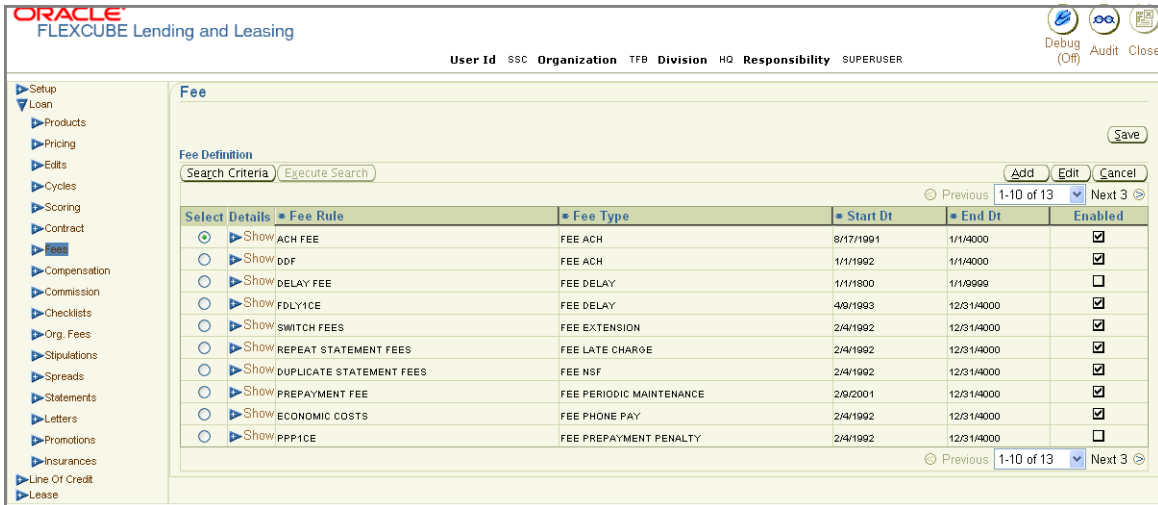 ORACLE
FLEXCUBE Lending and Leasing
Debug (Off)
Audit
Close
User Id SSC Organization TFB Division HQ Responsibility SUPERUSER
Setup
Loan
Products
Pricing
Edits
Cycles
Scoring
Contract
Fees
Compensation
Commission
Checklists
Org. Fees
Stipulations
Spreads
Statements
Letters
Promotions
Insurances
Line Of Credit
Lease
Fee
Save
Fee Definition
Search Criteria Execute Search Add Edit Cancel
Previous 1-10 of 13 Next 3
Select Details Fee Rule Fee Type Start Dt End Dt Enabled
Show ACH FEE FEE ACH 8/17/1991 1/1/4000
Show DDF FEE ACH 1/1/1992 1/1/4000
Show DELAY FEE FEE DELAY 1/1/1800 1/1/9999
Show FDLY1CE FEE DELAY 4/9/1993 12/31/4000
Show SWITCH FEES FEE EXTENSION 2/4/1992 12/31/4000
Show REPEAT STATEMENT FEES FEE LATE CHARGE 2/4/1992 12/31/4000
Show DUPLICATE STATEMENT FEES FEE NSF 2/4/1992 12/31/4000
Show PREPAYMENT FEE FEE PERIODIC MAINTENANCE 2/9/2001 12/31/4000
Show ECONOMIC COSTS FEE PHONE PAY 2/4/1992 12/31/4000
Show PPP1CE FEE PREPAYMENT PENALTY 2/4/1992 12/31/4000
Previous 1-10 of 13 Next 3